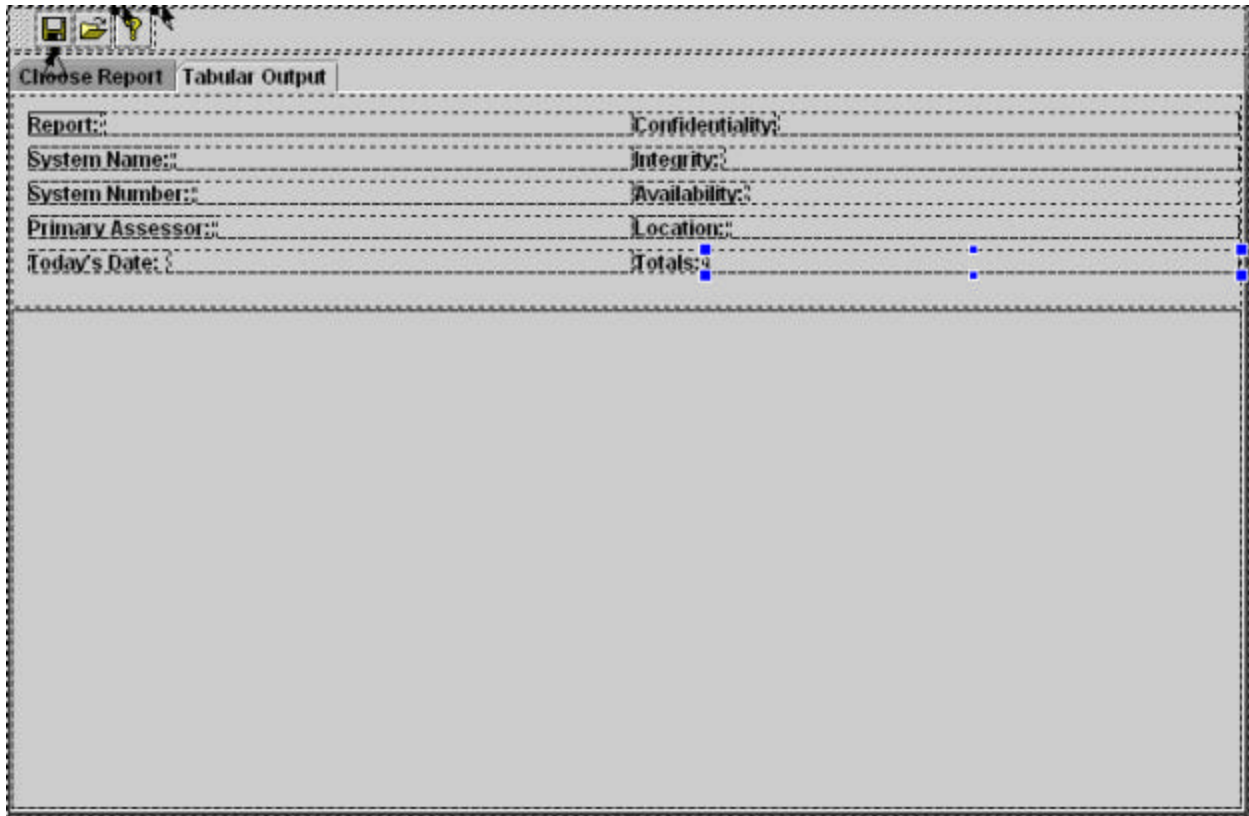 Choose Report Tabular Output
Report: Confidentiality:
System Name: Integrity:
System Number: Availability:
Primary Assessor: Location:
Today's Date: Totals: